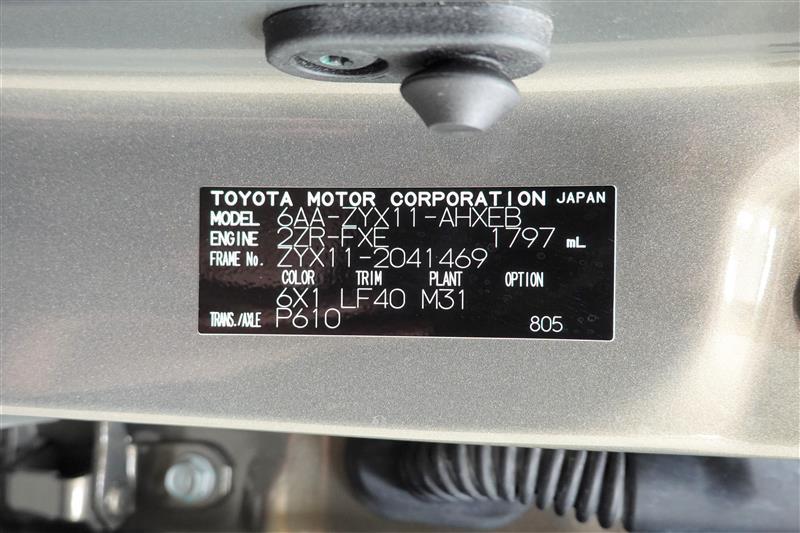 TOYOTA MOTOR CORPORATION JAPAN
MODEL 6AA-ZYX11-AHXEB
ENGINE 2ZR-FXE 1797 mL
FRAME No. ZYX11-2041469
COLOR TRIM PLANT OPTION
6X1 LF40 M31
TRANS./AXLE P610 805